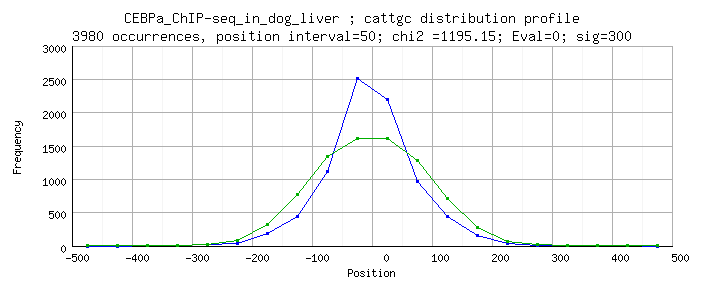 CEBPa_ChIP-seq_in_dog_liver ; cattgc distribution profile
3980 occurrences, position interval=50; chi2 =1195.15; Eval=0; sig=300
3000
2500
2000
1500
1000
500
0
Frequency
-500 -400 -300 -200 -100 0 100 200 300 400 500
Position